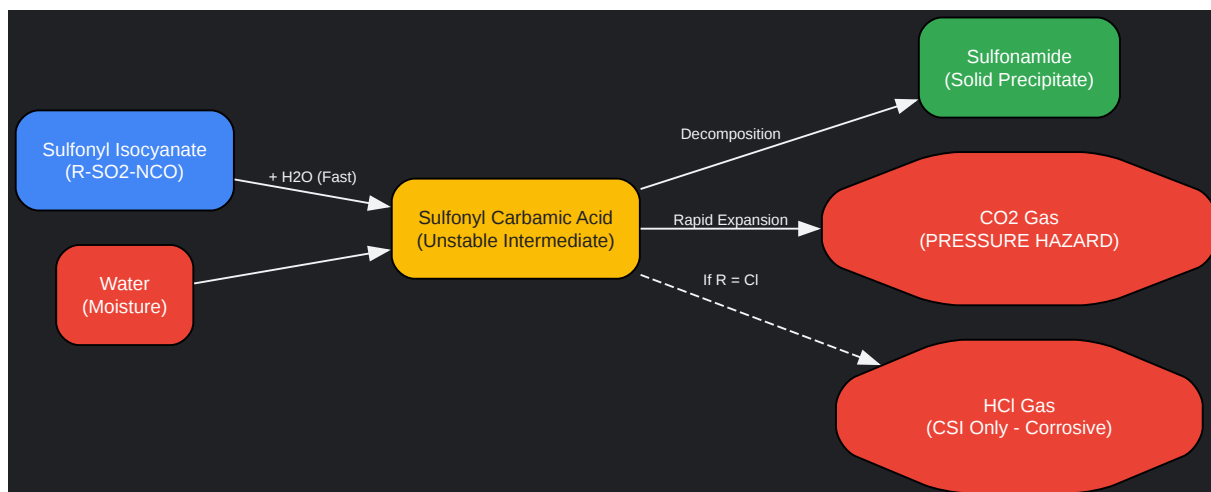 Sulfonyl Isocyanate
(R-SO2-NCO)
Water
(Moisture)
+ H2O (Fast)
Sulfonyl Carbamic Acid
(Unstable Intermediate)
Decomposition
Rapid Expansion
If R = Cl
Sulfonamide
(Solid Precipitate)
CO2 Gas
(PRESSURE HAZARD)
HCl Gas
(CSI Only - Corrosive)